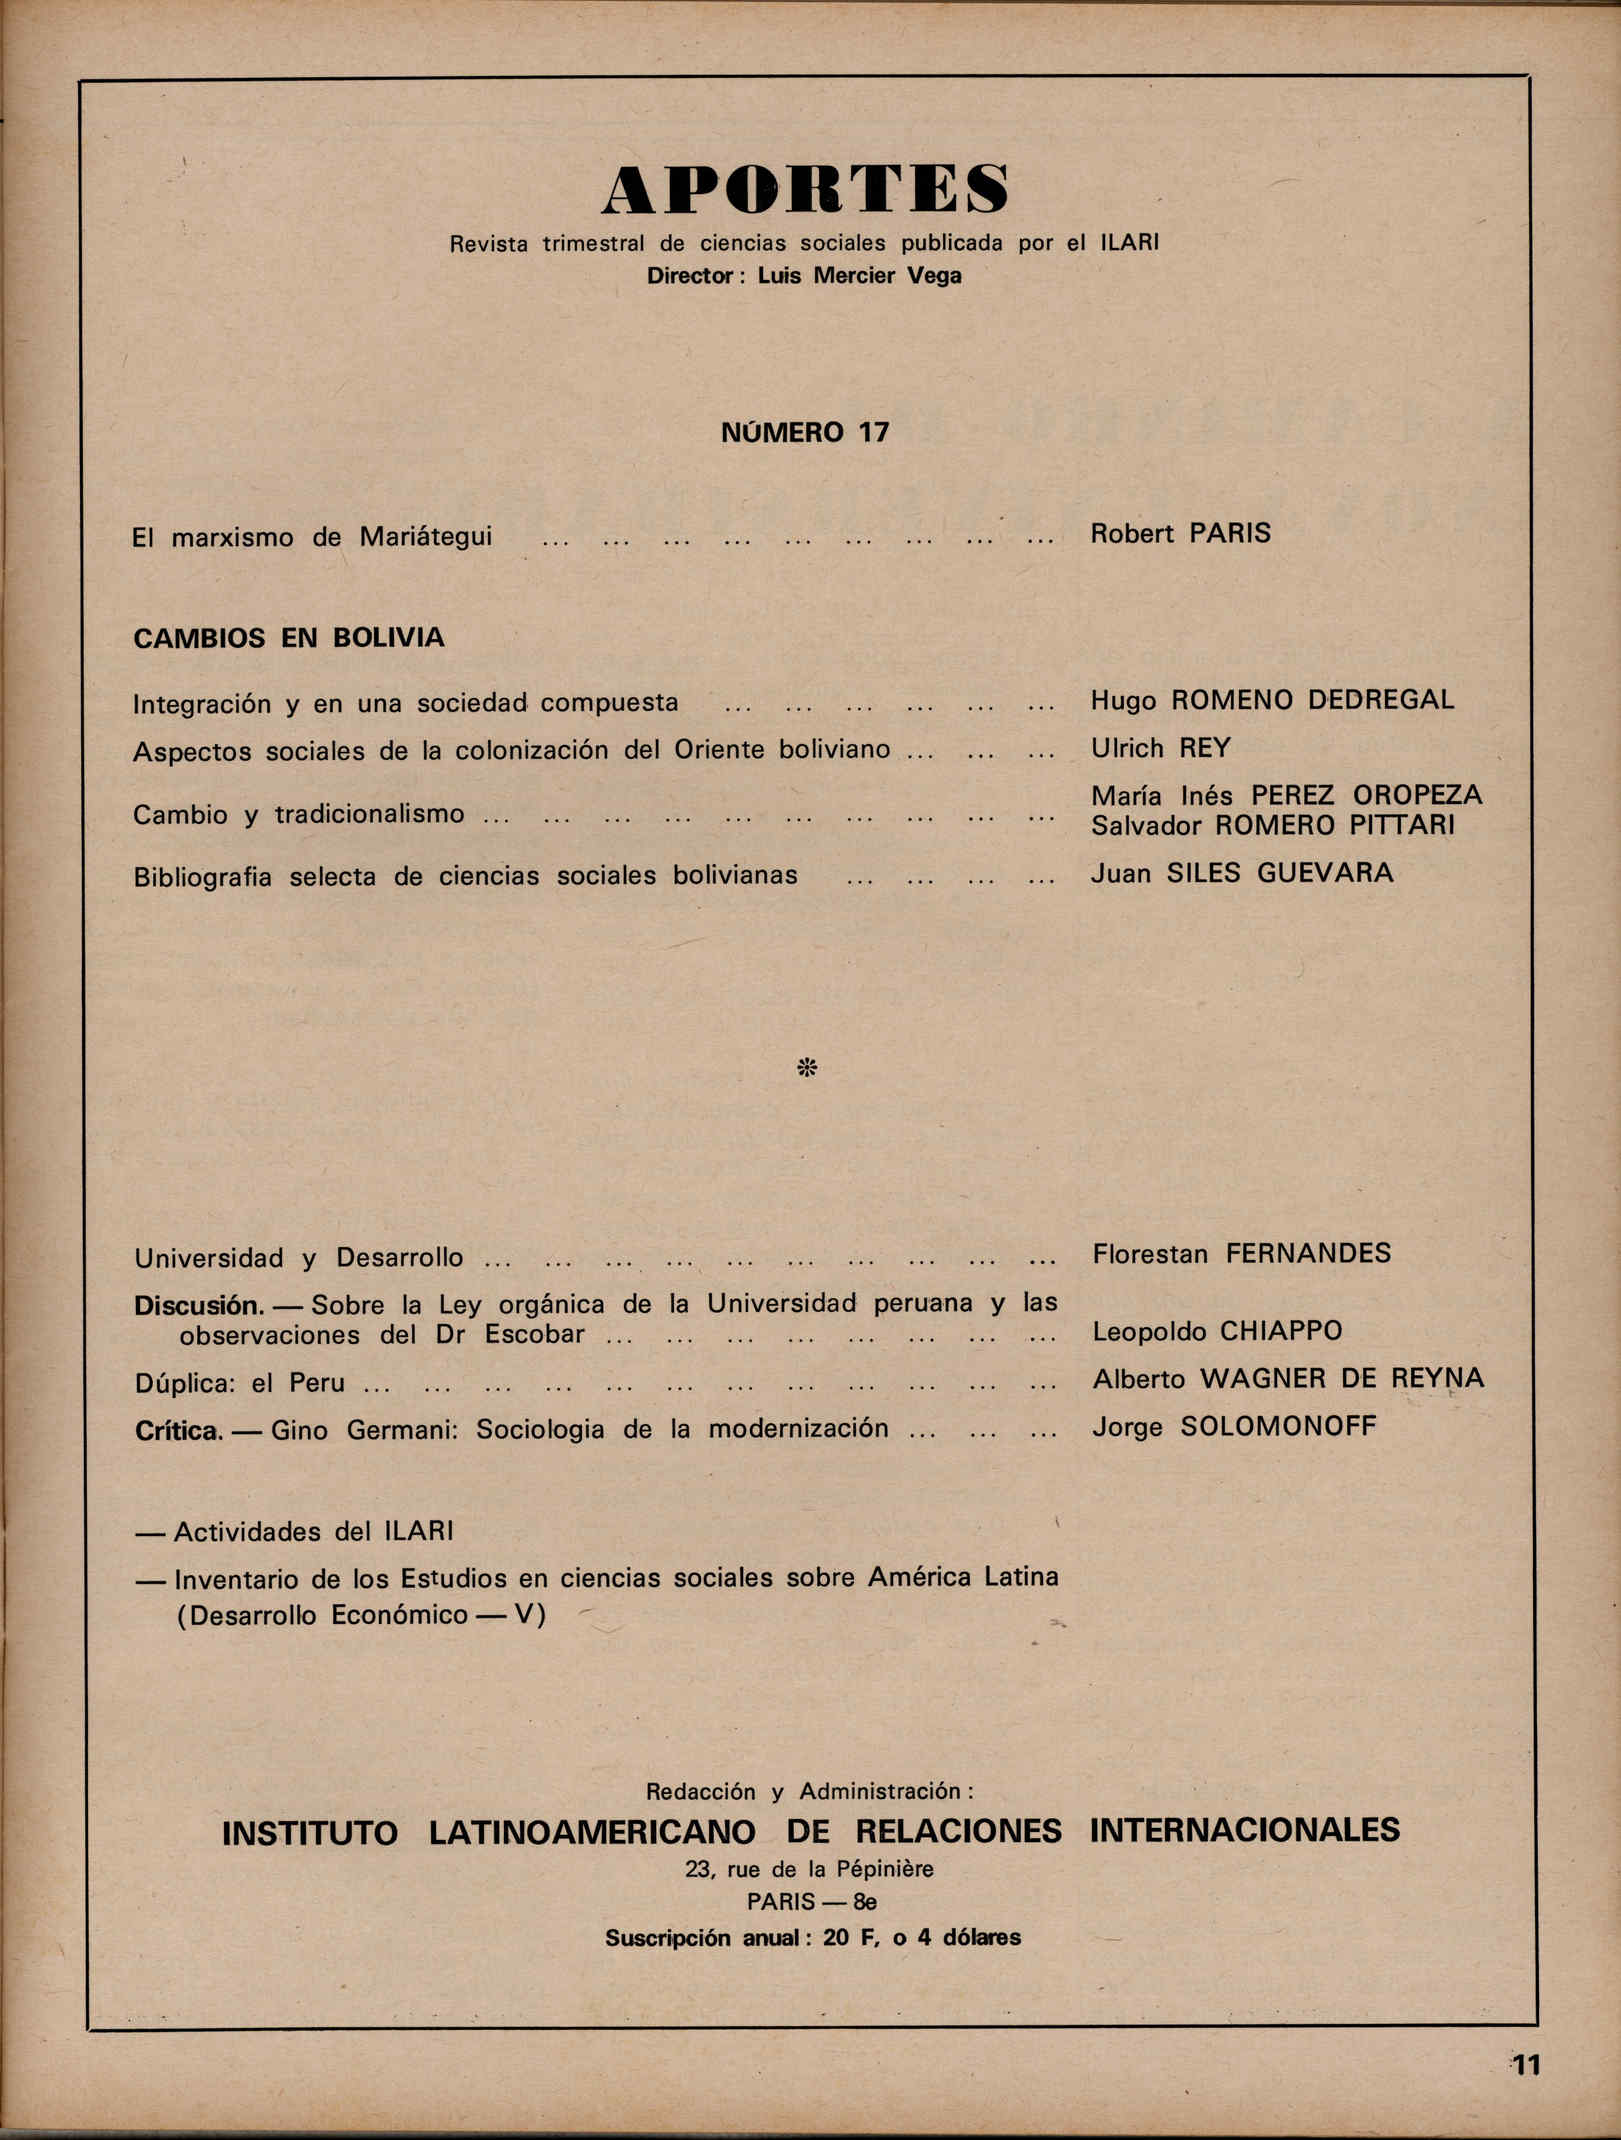 APORTES
Revista trimestral de ciencias sociales publicada por el ILARI
Director : Luis Mercier Vega
NÚMERO 17
El marxismo de Mariátegui ... ... ... ... ... ... ... ... ... Robert PARIS
CAMBIOS EN BOLIVIA
Integración y en una sociedad compuesta ... ... ... ... ... ... Hugo ROMENO DEDREGAL
Aspectos sociales de la colonización del Oriente boliviano ... ... ... Ulrich REY
María Inés PEREZ OROPEZA
Cambio y tradicionalismo ... ... ... ... ... ... ... ... ... ...
Salvador ROMERO PITTARI
Bibliografia selecta de ciencias sociales bolivianas ... ... ... ... Juan SILES GUEVARA
❊
Universidad y Desarrollo ... ... ... ... ... ... ... ... ... ... Florestan FERNANDES
Discusión. — Sobre la Ley orgánica de la Universidad peruana y las
observaciones del Dr Escobar ... ... ... ... ... ... ... ... Leopoldo CHIAPPO
Dúplica: el Peru ... ... ... ... ... ... ... ... ... ... ... ... Alberto WAGNER DE REYNA
Crítica. — Gino Germani: Sociologia de la modernización ... ... ... Jorge SOLOMONOFF
— Actividades del ILARI
— Inventario de los Estudios en ciencias sociales sobre América Latina
(Desarrollo Económico — V)
Redacción y Administración :
INSTITUTO LATINOAMERICANO DE RELACIONES INTERNACIONALES
23, rue de la Pépinière
PARIS — 8e
Suscripción anual : 20 F, o 4 dólares
11